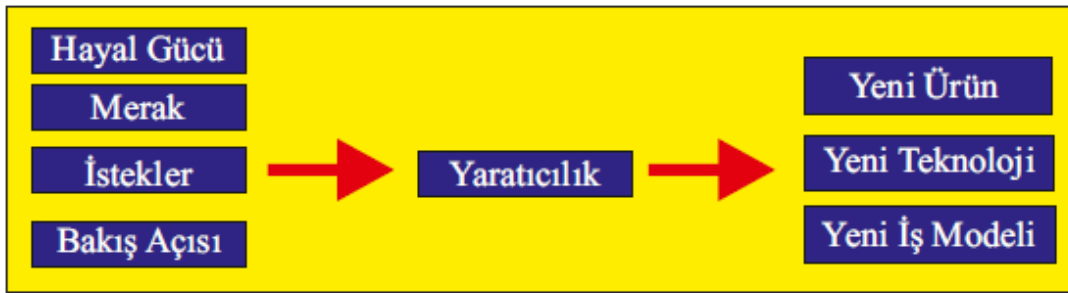 Hayal Gücü
Merak
İstekler
Bakış Açısı
Yaratıcılık
Yeni Ürün
Yeni Teknoloji
Yeni İş Modeli